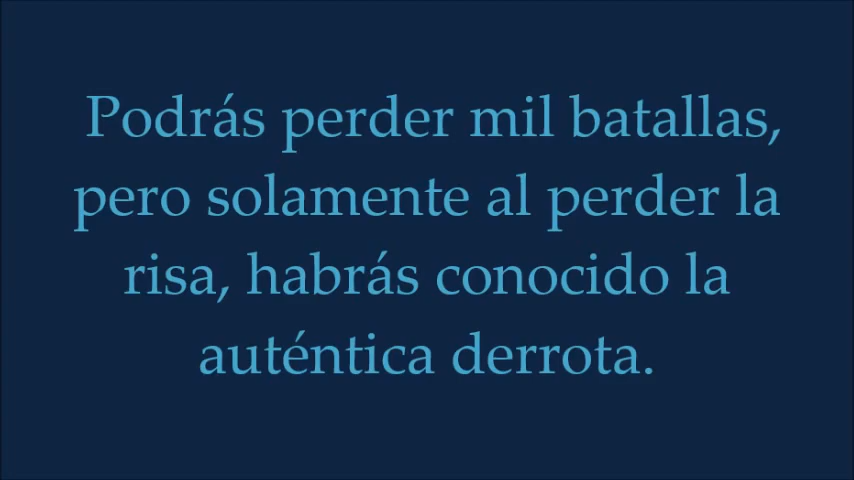 Podrás perder mil batallas,
pero solamente al perder la
risa, habrás conocido la
auténtica derrota.